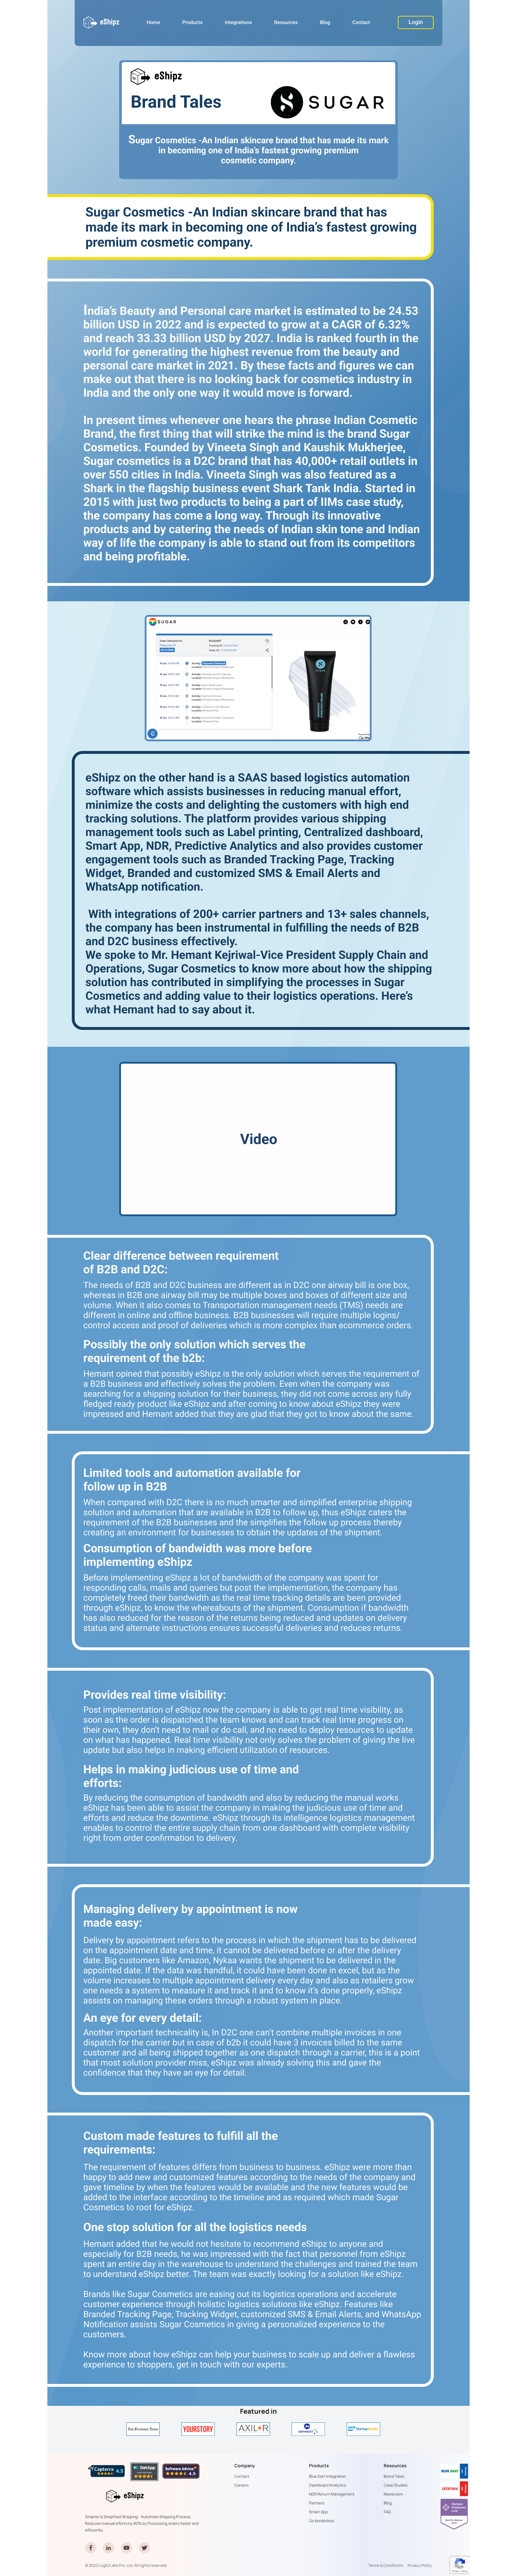 eShipz
Home Products Integrations Resources Blog Contact Login
eShipz
Brand Tales
SUGAR
Sugar Cosmetics -An Indian skincare brand that has made its mark
in becoming one of India's fastest growing premium
cosmetic company.
Sugar Cosmetics -An Indian skincare brand that has
made its mark in becoming one of India's fastest growing
premium cosmetic company.
India's Beauty and Personal care market is estimated to be 24.53
billion USD in 2022 and is expected to grow at a CAGR of 6.32%
and reach 33.33 billion USD by 2027. India is ranked fourth in the
world for generating the highest revenue from the beauty and
personal care market in 2021. By these facts and figures we can
make out that there is no looking back for cosmetics industry in
India and the only one way it would move is forward.
In present times whenever one hears the phrase Indian Cosmetic
Brand, the first thing that will strike the mind is the brand Sugar
Cosmetics. Founded by Vineeta Singh and Kaushik Mukherjee,
Sugar cosmetics is a D2C brand that has 40,000+ retail outlets in
over 550 cities in India. Vineeta Singh was also featured as a
Shark in the flagship business event Shark Tank India. Started in
2015 with just two products to being a part of IIMs case study,
the company has come a long way. Through its innovative
products and by catering the needs of Indian skin tone and Indian
way of life the company is able to stand out from its competitors
and being profitable.
SUGAR
eShipz on the other hand is a SAAS based logistics automation
software which assists businesses in reducing manual effort,
minimize the costs and delighting the customers with high end
tracking solutions. The platform provides various shipping
management tools such as Label printing, Centralized dashboard,
Smart App, NDR, Predictive Analytics and also provides customer
engagement tools such as Branded Tracking Page, Tracking
Widget, Branded and customized SMS & Email Alerts and
WhatsApp notification.
With integrations of 200+ carrier partners and 13+ sales channels,
the company has been instrumental in fulfilling the needs of B2B
and D2C business effectively.
We spoke to Mr. Hemant Kejriwal-Vice President Supply Chain and
Operations, Sugar Cosmetics to know more about how the shipping
solution has contributed in simplifying the processes in Sugar
Cosmetics and adding value to their logistics operations. Here's
what Hemant had to say about it.
Video
Clear difference between requirement
of B2B and D2C:
The needs of B2B and D2C business are different as in D2C one airway bill is one box,
whereas in B2B one airway bill may be multiple boxes and boxes of different size and
volume. When it also comes to Transportation management needs (TMS) needs are
different in online and offline business. B2B businesses will require multiple logins/
control access and proof of deliveries which is more complex than ecommerce orders.
Possibly the only solution which serves the
requirement of the b2b:
Hemant opined that possibly eShipz is the only solution which serves the requirement of
a B2B business and effectively solves the problem. Even when the company was
searching for a shipping solution for their business, they did not come across any fully
fledged ready product like eShipz and after coming to know about eShipz they were
impressed and Hemant added that they are glad that they got to know about the same.
Limited tools and automation available for
follow up in B2B
When compared with D2C there is no much smarter and simplified enterprise shipping
solution and automation that are available in B2B to follow up, thus eShipz caters the
requirement of the B2B businesses and the simplifies the follow up process thereby
creating an environment for businesses to obtain the updates of the shipment.
Consumption of bandwidth was more before
implementing eShipz
Before implementing eShipz a lot of bandwidth of the company was spent for
responding calls, mails and queries but post the implementation, the company has
completely freed their bandwidth as the real time tracking details are been provided
through eShipz, to know the whereabouts of the shipment. Consumption if bandwidth
has also reduced for the reason of the returns being reduced and updates on delivery
status and alternate instructions ensures successful deliveries and reduces returns.
Provides real time visibility:
Post implementation of eShipz now the company is able to get real time visibility, as
soon as the order is dispatched the team knows and can track real time progress on
their own, they don't need to mail or do call, and no need to deploy resources to update
on what has happened. Real time visibility not only solves the problem of giving the live
update but also helps in making efficient utilization of resources.
Helps in making judicious use of time and
efforts:
By reducing the consumption of bandwidth and also by reducing the manual works
eShipz has been able to assist the company in making the judicious use of time and
efforts and reduce the downtime. eShipz through its intelligence logistics management
enables to control the entire supply chain from one dashboard with complete visibility
right from order confirmation to delivery.
Managing delivery by appointment is now
made easy:
Delivery by appointment refers to the process in which the shipment has to be delivered
on the appointment date and time, it cannot be delivered before or after the delivery
date. Big customers like Amazon, Nykaa wants the shipment to be delivered in the
appointed date. If the data was handful, it could have been done in excel, but as the
volume increases to multiple appointment delivery every day and also as retailers grow
one needs a system to measure it and track it and to know it's done properly, eShipz
assists on managing these orders through a robust system in place.
An eye for every detail:
Another important technicality is, In D2C one can't combine multiple invoices in one
dispatch for the carrier but in case of b2b it could have 3 invoices billed to the same
customer and all being shipped together as one dispatch through a carrier, this is a point
that most solution provider miss, eShipz was already solving this and gave the
confidence that they have an eye for detail.
Custom made features to fulfill all the
requirements:
The requirement of features differs from business to business. eShipz were more than
happy to add new and customized features according to the needs of the company and
gave timeline by when the features would be available and the new features would be
added to the interface according to the timeline and as required which made Sugar
Cosmetics to root for eShipz.
One stop solution for all the logistics needs
Hemant added that he would not hesitate to recommend eShipz to anyone and
especially for B2B needs, he was impressed with the fact that personnel from eShipz
spent an entire day in the warehouse to understand the challenges and trained the team
to understand eShipz better. The team was exactly looking for a solution like eShipz.
Brands like Sugar Cosmetics are easing out its logistics operations and accelerate
customer experience through holistic logistics solutions like eShipz. Features like
Branded Tracking Page, Tracking Widget, customized SMS & Email Alerts, and WhatsApp
Notification assists Sugar Cosmetics in giving a personalized experience to the
customers.
Know more about how eShipz can help your business to scale up and deliver a flawless
experience to shoppers, get in touch with our experts.
Featured in
THE ECONOMIC TIMES YOURSTORY AXILOR
Capterra 4.5 GetApp Software Advice 4.5
eShipz
Smarter & Simplified Shipping - Automate Shipping Process
Reduces manual efforts by 80% by Processing orders faster and
efficiently.
Company
Contact
Careers
Products
Blue Dart Integration
Dashboard Analytics
NDR Return Management
Partners
Smart App
Go borderless
Resources
Brand Tales
Case Studies
Newsroom
Blog
FAQ
BLUE DART
aramex
© 2022 LogiQ Labs Pvt. Ltd. All rights reserved
Terms & Conditions Privacy Policy